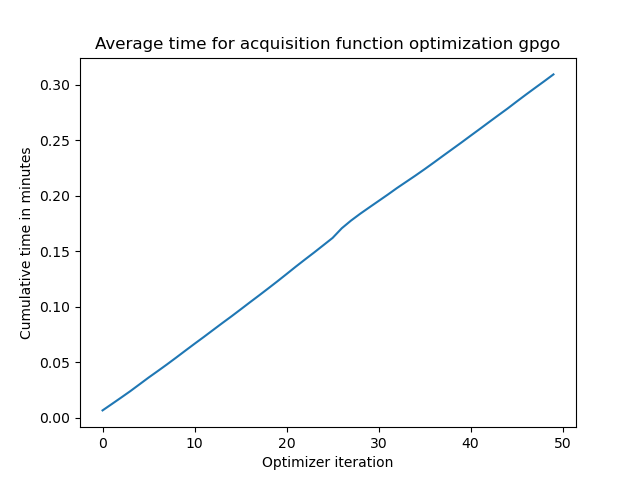 Average time for acquisition function optimization gpgo
Cumulative time in minutes
0.30
0.25
0.20
0.15
0.10
0.05
0.00
0 10 20 30 40 50
Optimizer iteration